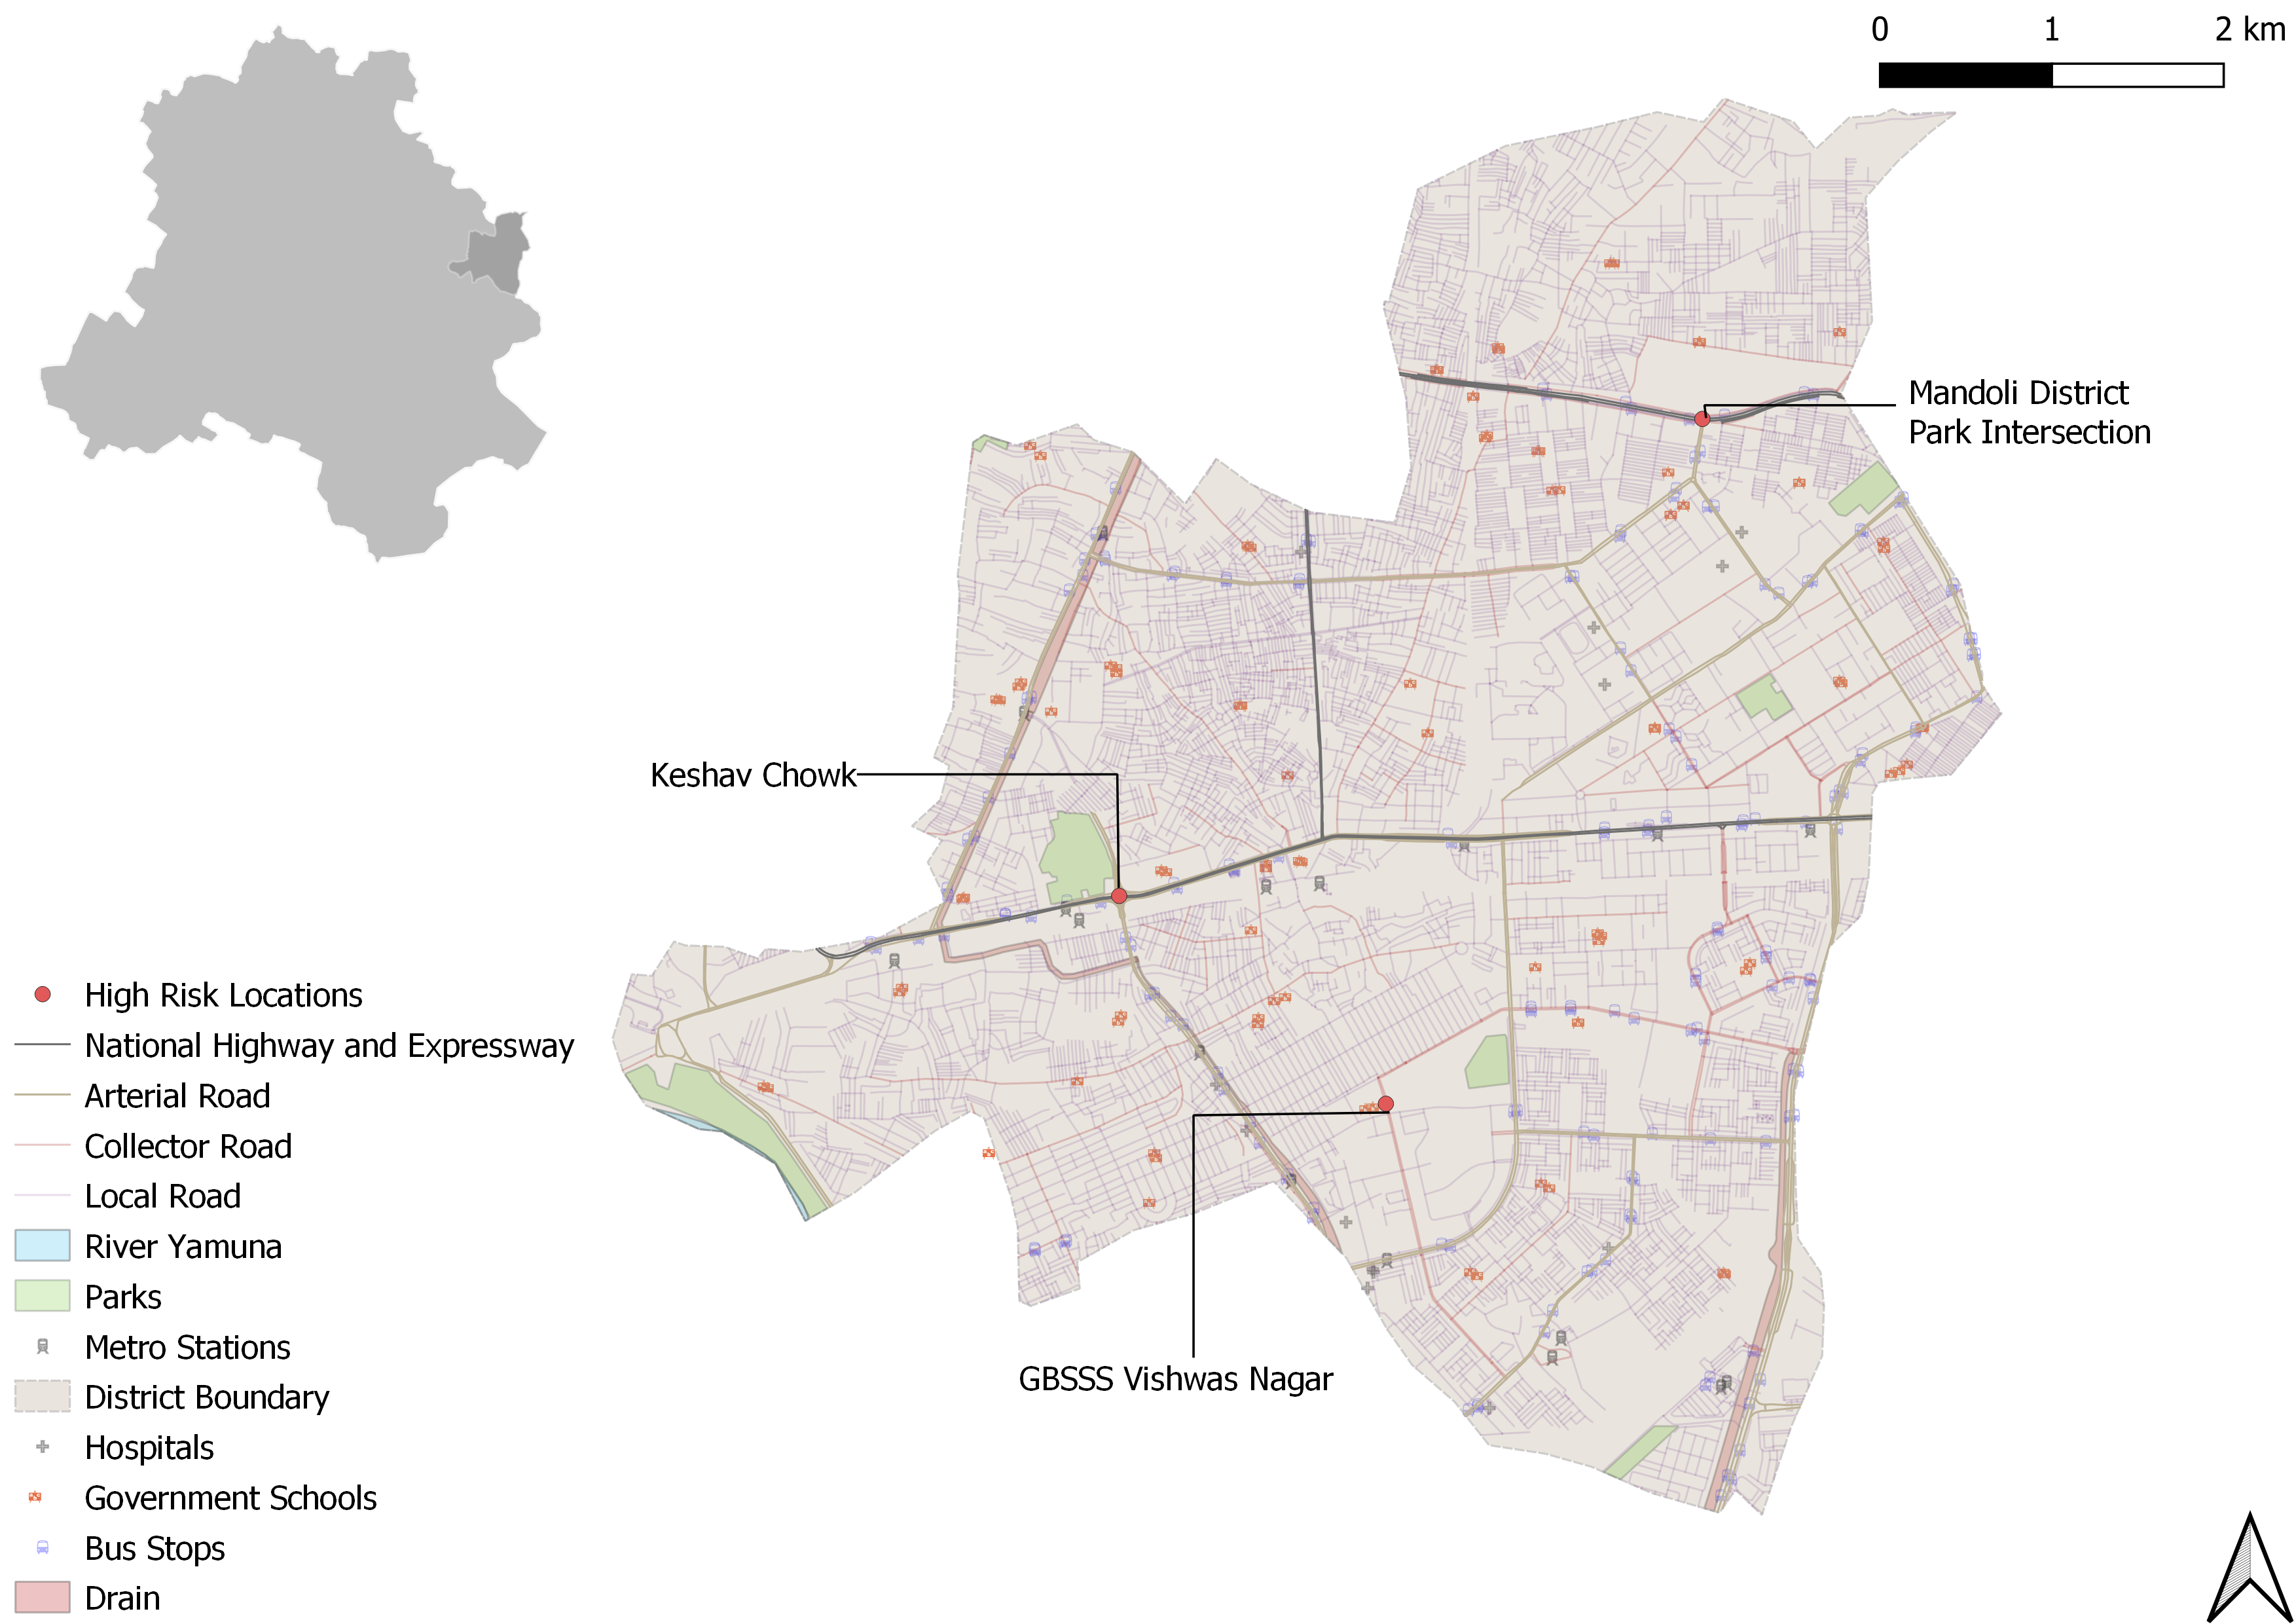 0 1 2 km
Mandoli District
Park Intersection
Keshav Chowk
GBSSS Vishwas Nagar
High Risk Locations
National Highway and Expressway
Arterial Road
Collector Road
Local Road
River Yamuna
Parks
Metro Stations
District Boundary
Hospitals
Government Schools
Bus Stops
Drain